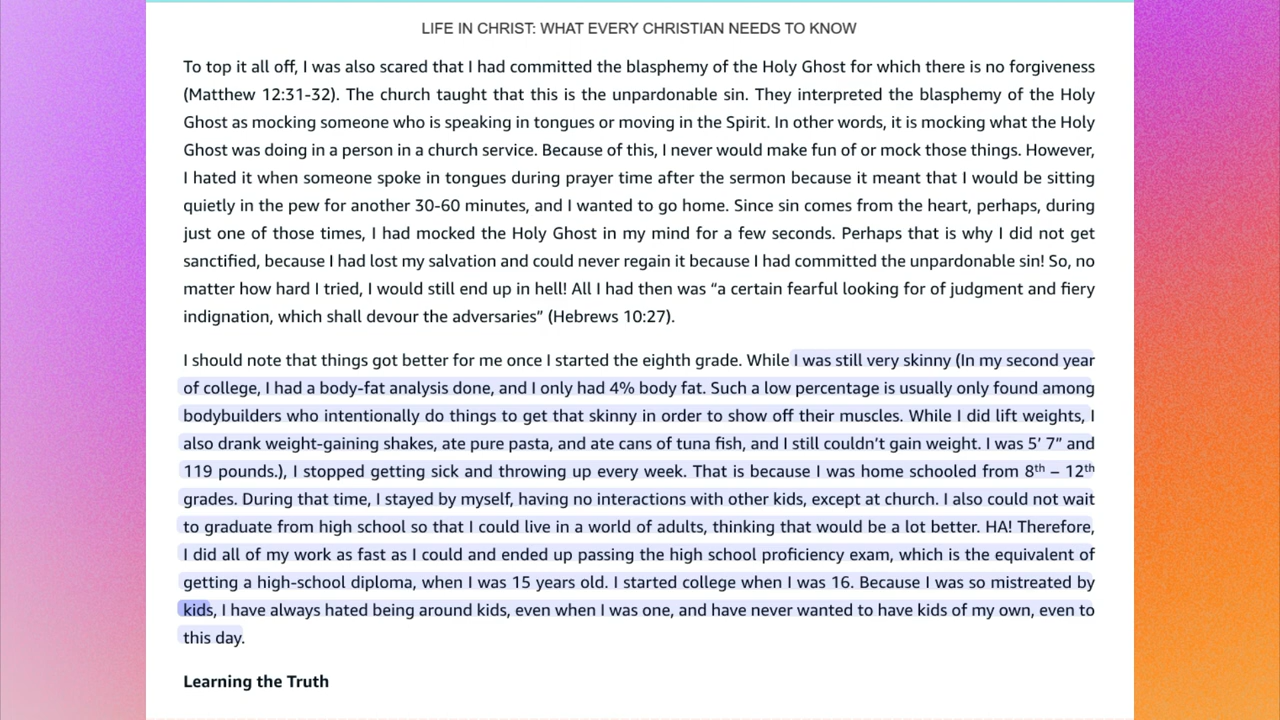 LIFE IN CHRIST: WHAT EVERY CHRISTIAN NEEDS TO KNOW
To top it all off, I was also scared that I had committed the blasphemy of the Holy Ghost for which there is no forgiveness
(Matthew 12:31-32). The church taught that this is the unpardonable sin. They interpreted the blasphemy of the Holy
Ghost as mocking someone who is speaking in tongues or moving in the Spirit. In other words, it is mocking what the Holy
Ghost was doing in a person in a church service. Because of this, I never would make fun of or mock those things. However,
I hated it when someone spoke in tongues during prayer time after the sermon because it meant that I would be sitting
quietly in the pew for another 30-60 minutes, and I wanted to go home. Since sin comes from the heart, perhaps, during
just one of those times, I had mocked the Holy Ghost in my mind for a few seconds. Perhaps that is why I did not get
sanctified, because I had lost my salvation and could never regain it because I had committed the unpardonable sin! So, no
matter how hard I tried, I would still end up in hell! All I had then was “a certain fearful looking for of judgment and fiery
indignation, which shall devour the adversaries” (Hebrews 10:27).
I should note that things got better for me once I started the eighth grade. While I was still very skinny (In my second year
of college, I had a body-fat analysis done, and I only had 4% body fat. Such a low percentage is usually only found among
bodybuilders who intentionally do things to get that skinny in order to show off their muscles. While I did lift weights, I
also drank weight-gaining shakes, ate pure pasta, and ate cans of tuna fish, and I still couldn’t gain weight. I was 5’ 7” and
119 pounds.), I stopped getting sick and throwing up every week. That is because I was home schooled from 8th – 12th
grades. During that time, I stayed by myself, having no interactions with other kids, except at church. I also could not wait
to graduate from high school so that I could live in a world of adults, thinking that would be a lot better. HA! Therefore,
I did all of my work as fast as I could and ended up passing the high school proficiency exam, which is the equivalent of
getting a high-school diploma, when I was 15 years old. I started college when I was 16. Because I was so mistreated by
kids, I have always hated being around kids, even when I was one, and have never wanted to have kids of my own, even to
this day.
Learning the Truth